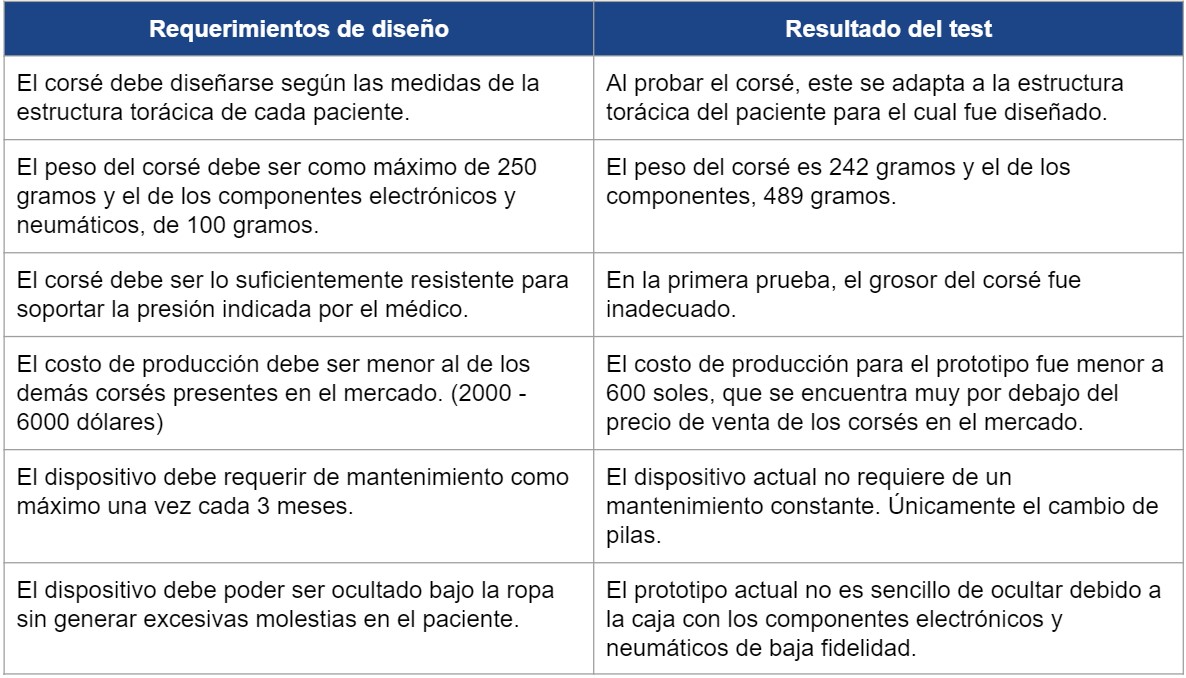 Requerimientos de diseño
Resultado del test
El corsé debe diseñarse según las medidas de la
estructura torácica de cada paciente.
Al probar el corsé, este se adapta a la estructura
torácica del paciente para el cual fue diseñado.
El peso del corsé debe ser como máximo de 250
gramos y el de los componentes electrónicos y
neumáticos, de 100 gramos.
El peso del corsé es 242 gramos y el de los
componentes, 489 gramos.
El corsé debe ser lo suficientemente resistente para
soportar la presión indicada por el médico.
En la primera prueba, el grosor del corsé fue
inadecuado.
El costo de producción debe ser menor al de los
demás corsés presentes en el mercado. (2000 -
6000 dólares)
El costo de producción para el prototipo fue menor a
600 soles, que se encuentra muy por debajo del
precio de venta de los corsés en el mercado.
El dispositivo debe requerir de mantenimiento como
máximo una vez cada 3 meses.
El dispositivo actual no requiere de un
mantenimiento constante. Únicamente el cambio de
pilas.
El dispositivo debe poder ser ocultado bajo la ropa
sin generar excesivas molestias en el paciente.
El prototipo actual no es sencillo de ocultar debido a
la caja con los componentes electrónicos y
neumáticos de baja fidelidad.